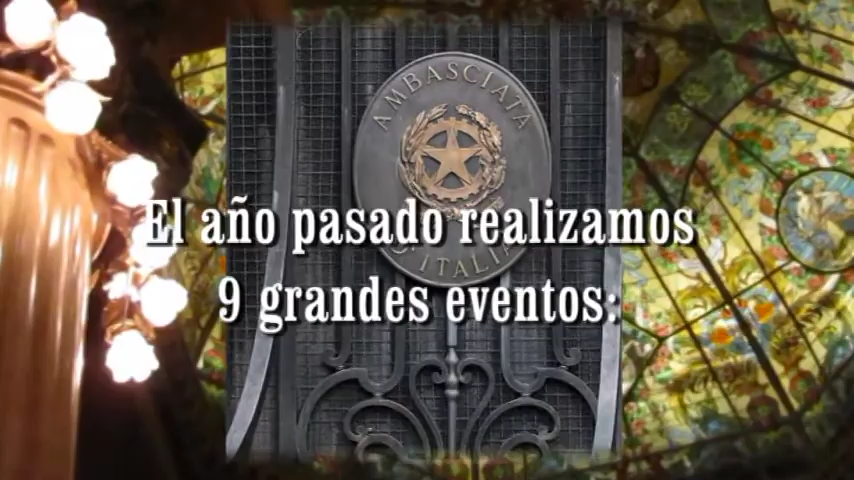 AMBASCIATA
El año pasado realizamos
D'ITALIA
9 grandes eventos: